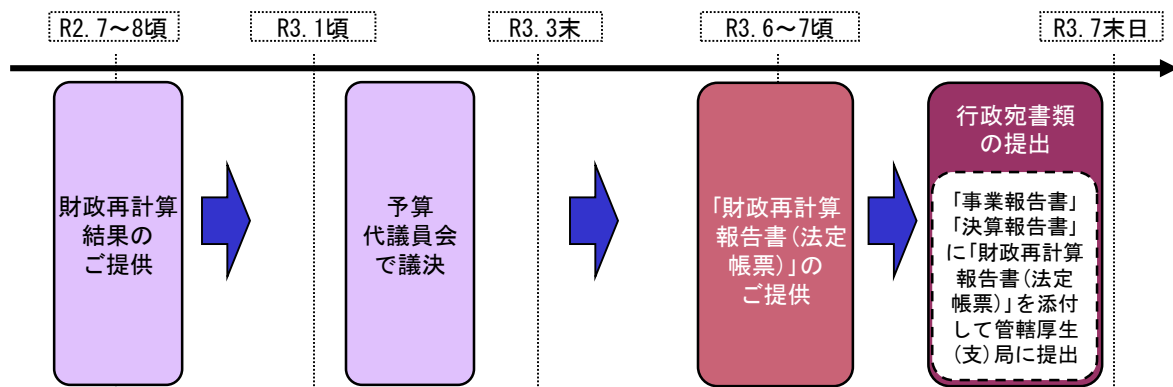 R2.7～8頃
R3.1頃
R3.3末
R3.6～7頃
R3.7末日
財政再計算
結果の
ご提供
予算
代議員会
で議決
「財政再計算
報告書(法定
帳票)」の
ご提供
行政宛書類
の提出
「事業報告書」
「決算報告書」
に「財政再計算
報告書(法定
帳票)」を添付
して管轄厚生
(支)局に提出